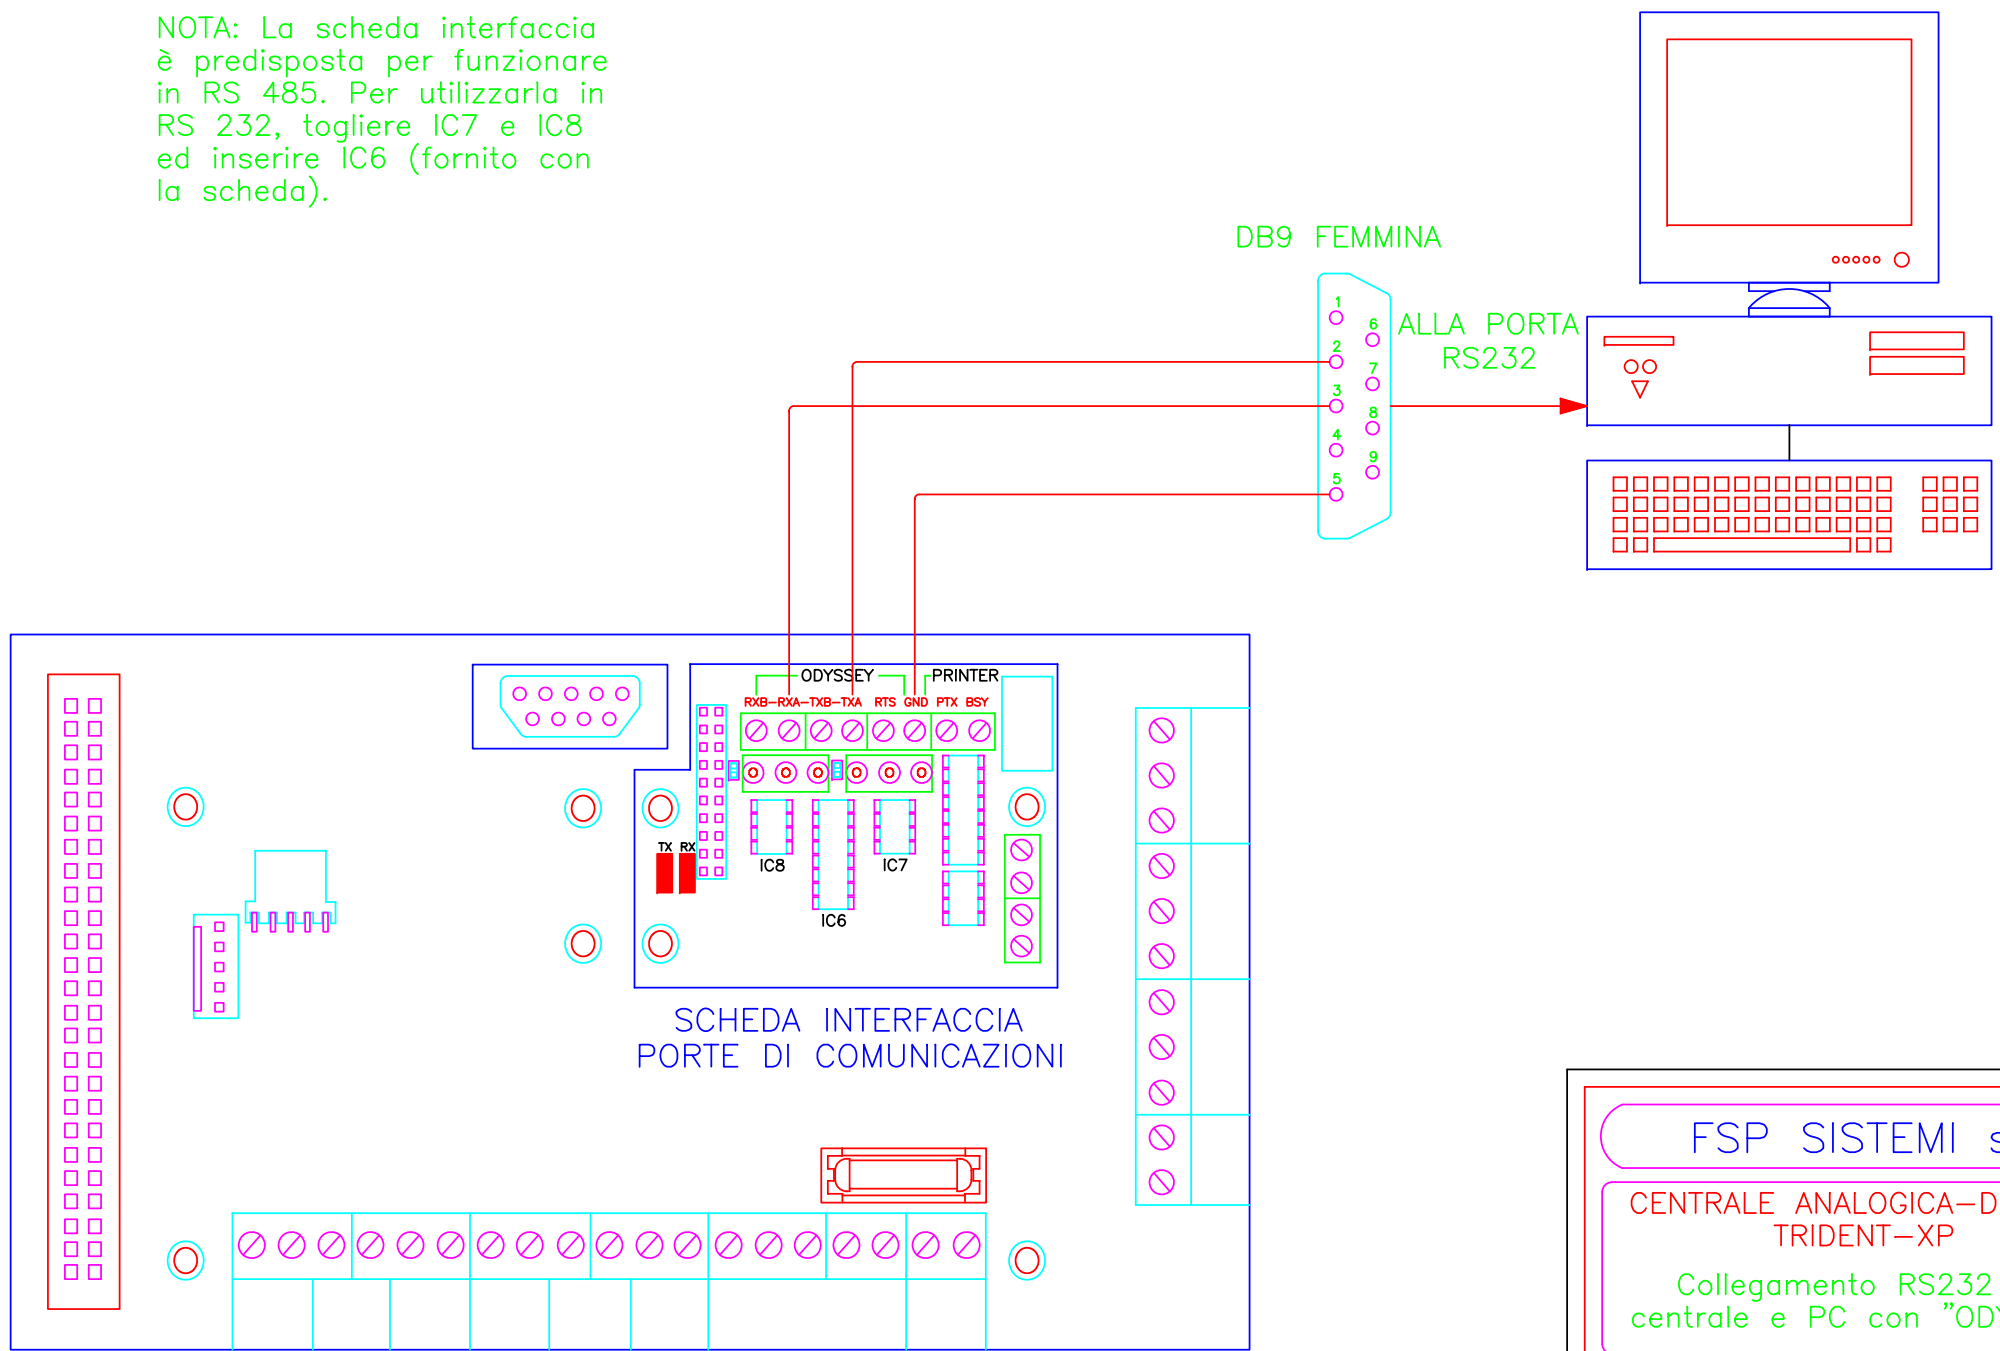 NOTA: La scheda interfaccia
è predisposta per funzionare
in RS 485. Per utilizzarla in
RS 232, togliere IC7 e IC8
ed inserire IC6 (fornito con
la scheda).
DB9 FEMMINA
1
6
2
7
3
8
4
9
5
ALLA PORTA
RS232
ODYSSEY
PRINTER
RXB-RXA-TXB-TXA RTS GND PTX BSY
TX RX
IC8
IC7
IC6
SCHEDA INTERFACCIA
PORTE DI COMUNICAZIONI
FSP SISTEMI s
CENTRALE ANALOGICA-D
TRIDENT-XP
Collegamento RS232
centrale e PC con "OD